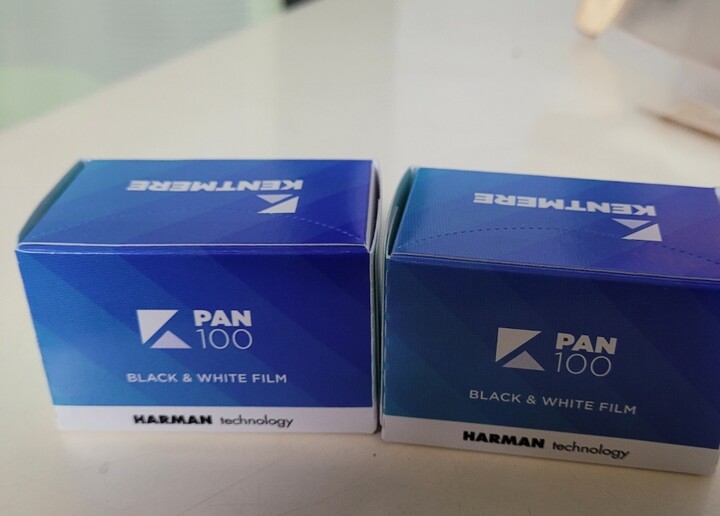 KENTMERE
PAN
100
BLACK & WHITE FILM
HARMAN technology
KENTMERE
PAN
100
BLACK & WHITE FILM
HARMAN technology